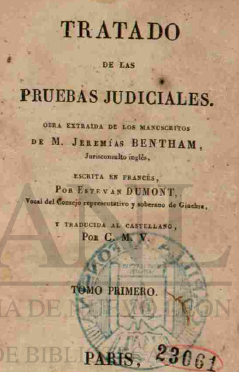 TRATADO
DE LAS
PRUEBAS JUDICIALES.
OBRA EXTRAIDA DE LOS MANUSCRITOS
DE M. JEREMÍAS BENTHAM,
Jurisconsulto inglés,
ESCRITA EN FRANCÉS,
POR ESTEVAN DUMONT,
Vocal del Consejo representativo y soberano de Ginebra,
Y TRADUCIDA AL CASTELLANO,
POR C. M. V.
TOMO PRIMERO.
PARIS,
23061